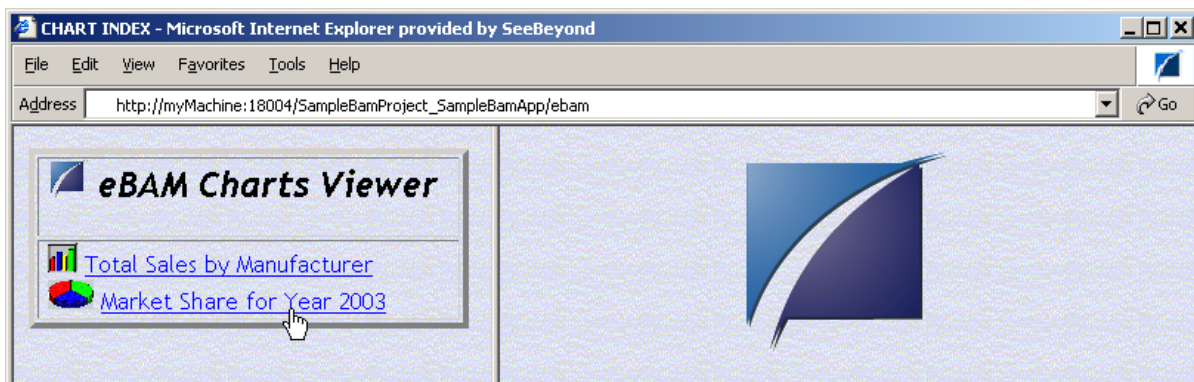 CHART INDEX - Microsoft Internet Explorer provided by SeeBeyond
File Edit View Favorites Tools Help
Address http://myMachine:18004/SampleBamProject_SampleBamApp/ebam Go
eBAM Charts Viewer
Total Sales by Manufacturer
Market Share for Year 2003